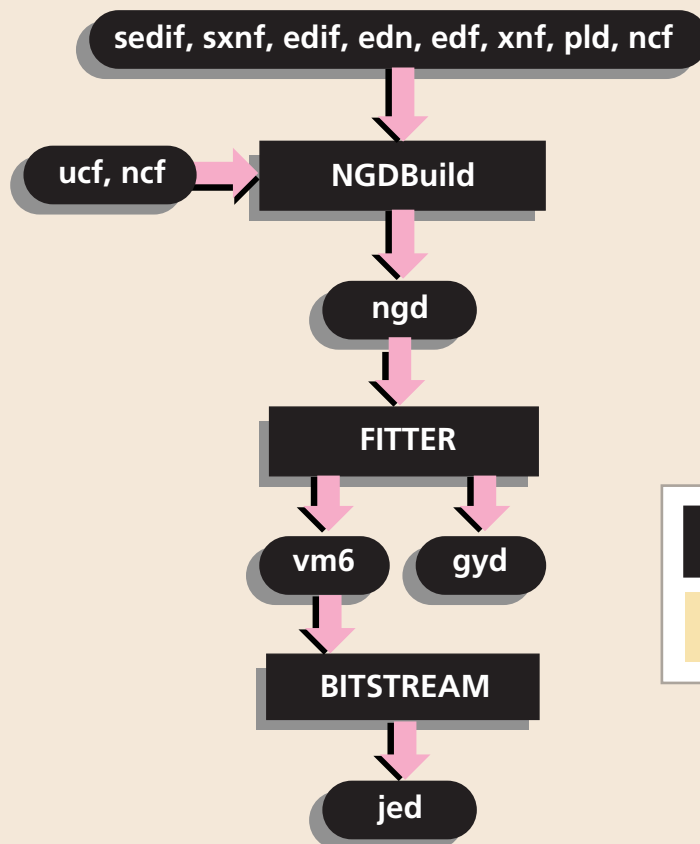 sedif, sxnf, edif, edn, edf, xnf, pld, ncf
ucf, ncf
NGDBuild
ngd
FITTER
vm6
gyd
BITSTREAM
jed